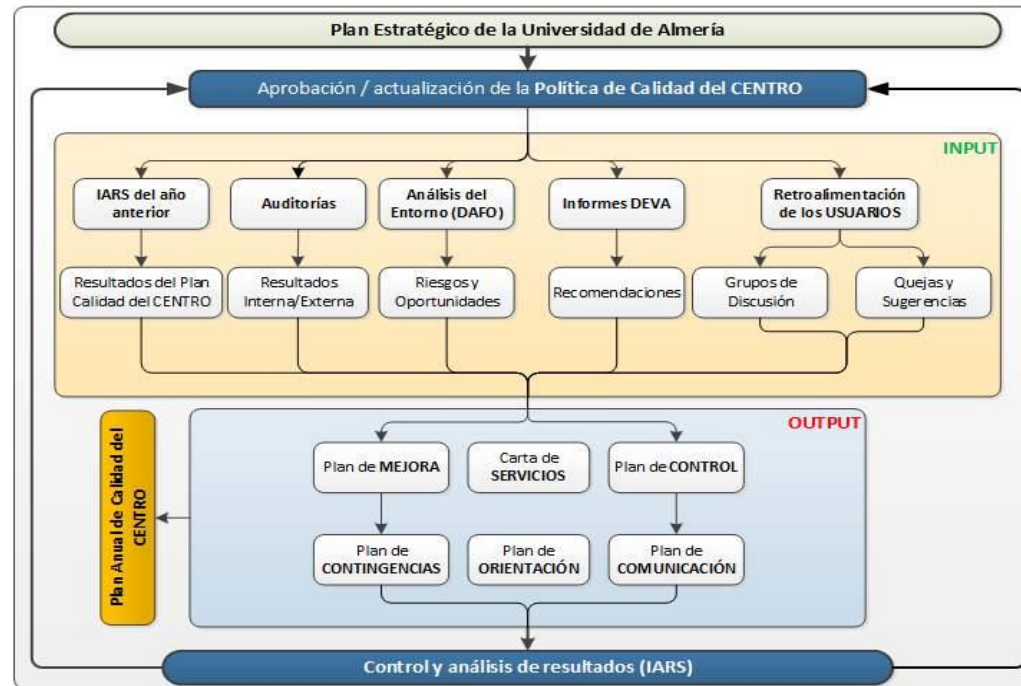 Plan Estratégico de la Universidad de Almería
Aprobación / actualización de la Política de Calidad del CENTRO
INPUT
IARS del año
anterior
Auditorías
Análisis del
Entorno (DAFO)
Informes DEVA
Retroalimentación
de los USUARIOS
Resultados del Plan
Calidad del CENTRO
Resultados
Interna/Externa
Riesgos y
Oportunidades
Recomendaciones
Grupos de
Discusión
Quejas y
Sugerencias
OUTPUT
Plan Anual de Calidad del
CENTRO
Plan de MEJORA
Carta de
SERVICIOS
Plan de CONTROL
Plan de
CONTINGENCIAS
Plan de
ORIENTACIÓN
Plan de
COMUNICACIÓN
Control y análisis de resultados (IARS)